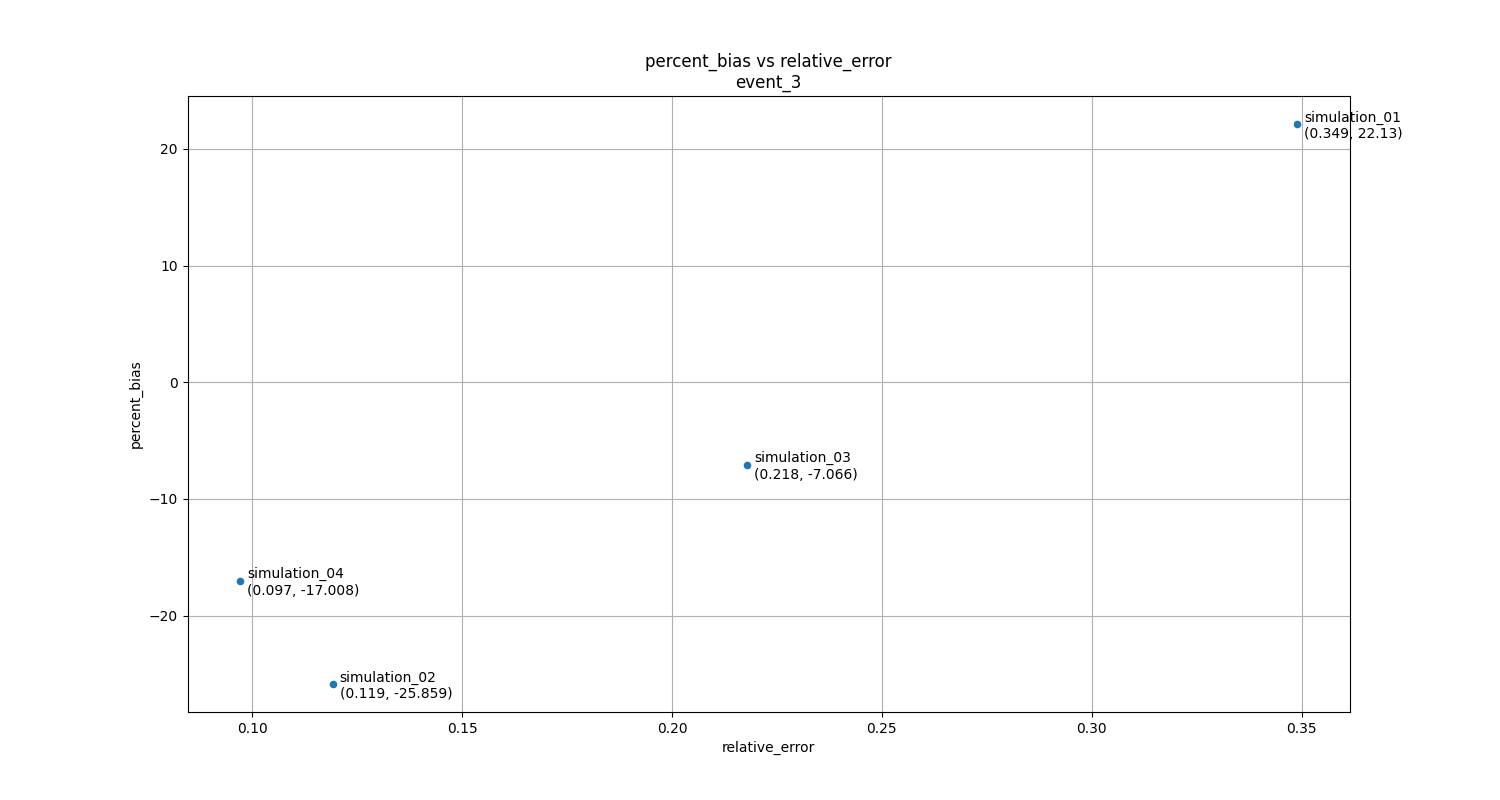 percent_bias vs relative_error
event_3
simulation_01
(0.349, 22.13)
20
10
percent_bias
0
simulation_03
(0.218, -7.066)
−10
simulation_04
(0.097, -17.008)
−20
simulation_02
(0.119, -25.859)
0.10 0.15 0.20 0.25 0.30 0.35
relative_error